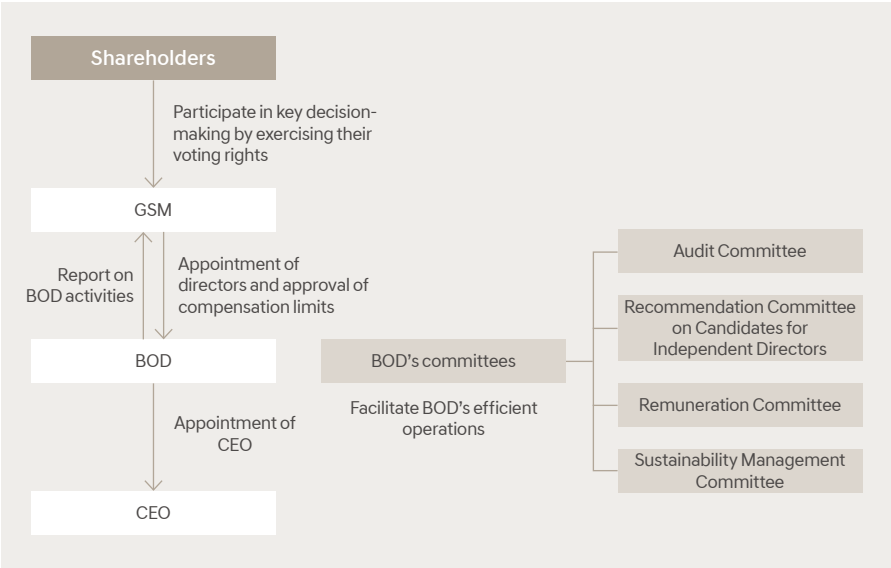 Shareholders
Participate in key decision-
making by exercising their
voting rights
GSM
Report on
BOD activities
Appointment of
directors and approval of
compensation limits
BOD
Appointment of
CEO
CEO
BOD's committees
Facilitate BOD's efficient
operations
Audit Committee
Recommendation Committee
on Candidates for
Independent Directors
Remuneration Committee
Sustainability Management
Committee